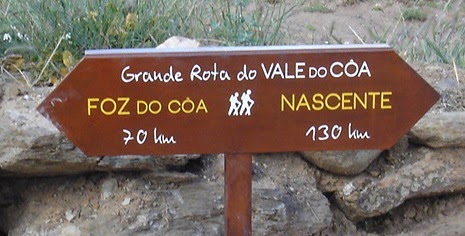 Grande Rota do VALE DO CÔA
FOZ DO CÔA NASCENTE
70 km 130 km